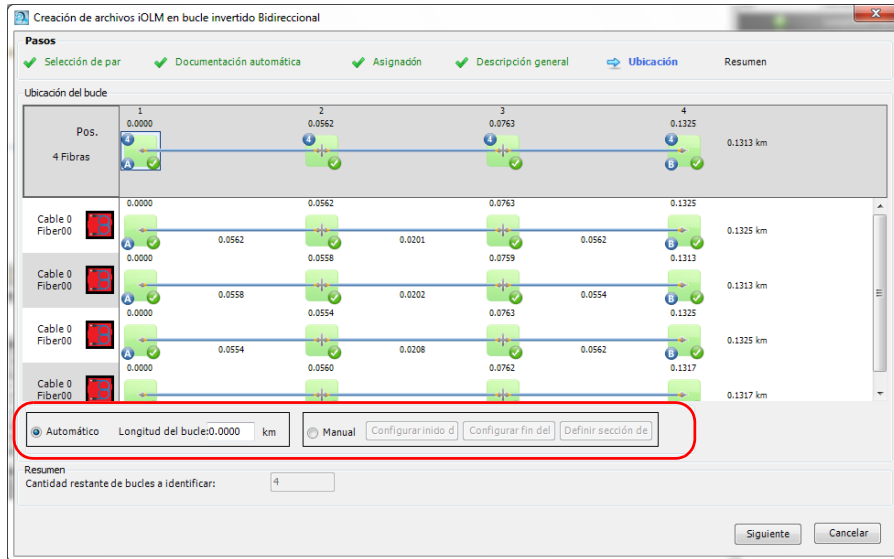 Creación de archivos iOLM en bucle invertido Bidireccional
Pasos
Selección de par Documentación automática Asignación Descripción general Ubicación Resumen
Ubicación del bucle
1 2 3 4
0.0000 0.0562 0.0763 0.1325
Pos.
4 4 4 4
0.1313 km
4 Fibras
A B
0.0000 0.0562 0.0763 0.1325
Cable 0
Fiber00
0.1325 km
A 0.0562 0.0201 0.0562 B
0.0000 0.0558 0.0759 0.1313
Cable 0
Fiber00
0.1313 km
A 0.0558 0.0202 0.0554 B
0.0000 0.0554 0.0763 0.1325
Cable 0
Fiber00
0.1325 km
A 0.0554 0.0208 0.0562 B
0.0000 0.0560 0.0762 0.1317
Cable 0
Fiber00
0.1317 km
Automático Longitud del bucle:0.0000 km Manual Configurar inicio d Configurar fin del Definir sección de
Resumen
Cantidad restante de bucles a identificar: 4
Siguiente Cancelar